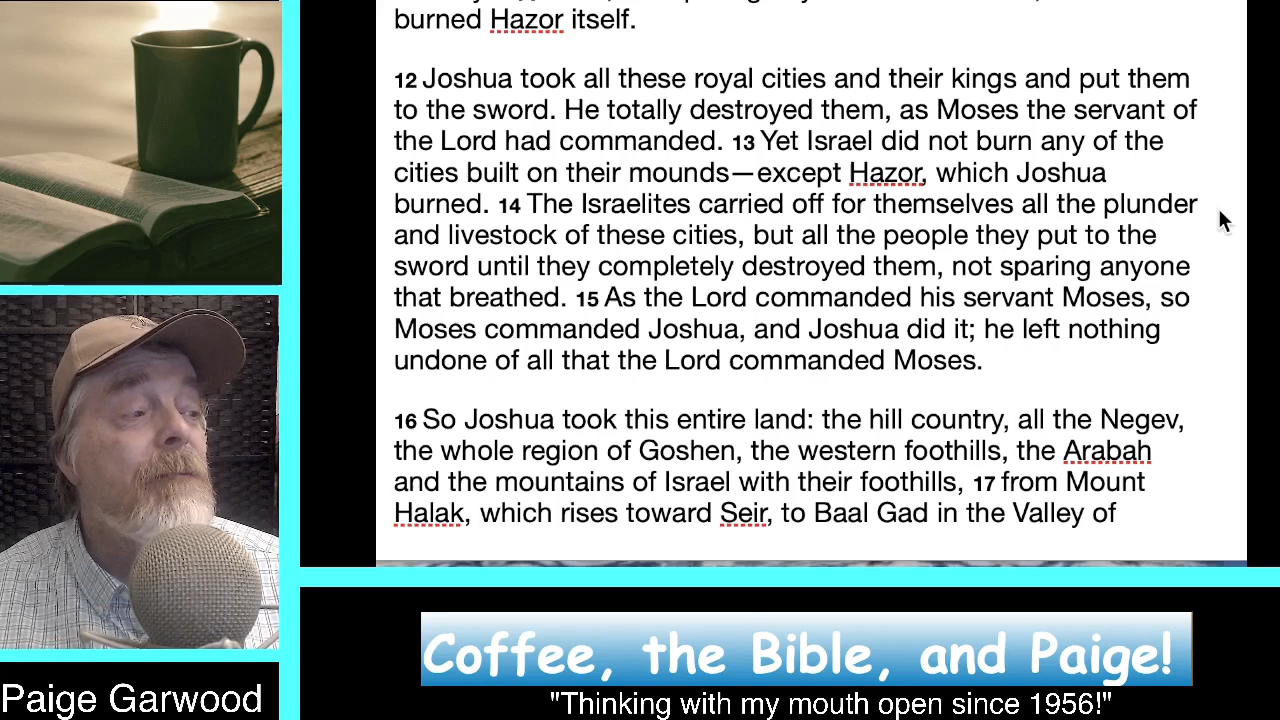 burned Hazor itself.
12 Joshua took all these royal cities and their kings and put them
to the sword. He totally destroyed them, as Moses the servant of
the Lord had commanded. 13 Yet Israel did not burn any of the
cities built on their mounds—except Hazor, which Joshua
burned. 14 The Israelites carried off for themselves all the plunder
and livestock of these cities, but all the people they put to the
sword until they completely destroyed them, not sparing anyone
that breathed. 15 As the Lord commanded his servant Moses, so
Moses commanded Joshua, and Joshua did it; he left nothing
undone of all that the Lord commanded Moses.
16 So Joshua took this entire land: the hill country, all the Negev,
the whole region of Goshen, the western foothills, the Arabah
and the mountains of Israel with their foothills, 17 from Mount
Halak, which rises toward Seir, to Baal Gad in the Valley of
Coffee, the Bible, and Paige!
Paige Garwood
"Thinking with my mouth open since 1956!"